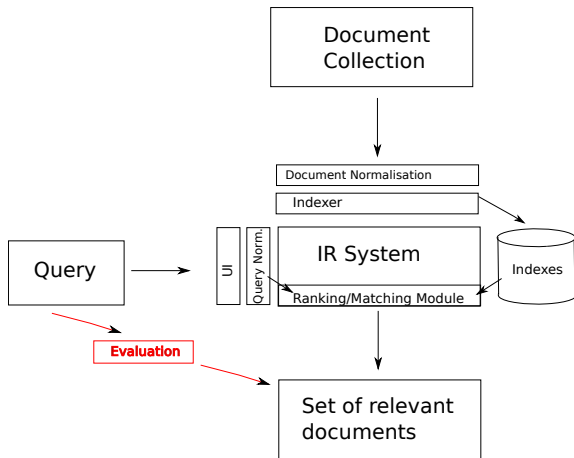 Document
Collection
Document Normalisation
Indexer
Query
UI
Query Norm.
IR System
Ranking/Matching Module
Indexes
Evaluation
Set of relevant
documents